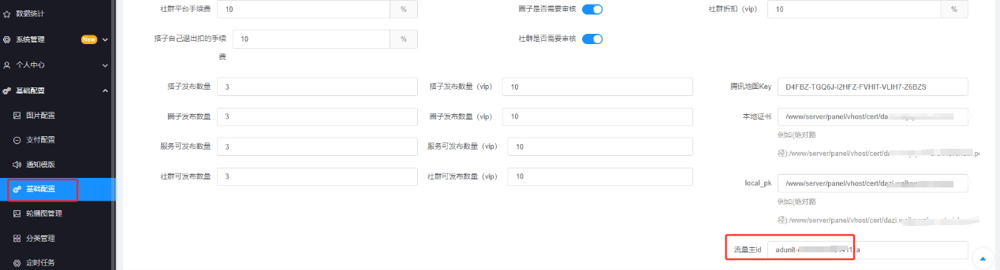 数据统计
系统管理 New
个人中心
基础配置
图片配置
支付配置
通知模版
基础配置
轮播图管理
分类管理
定时任务
社群平台手续费 10 %
圈子是否需要审核
社群折扣（vip） 10 %
搭子自己退出扣的手续
费
10 %
社群是否需要审核
搭子发布数量 3
搭子发布数量（vip） 10
腾讯地图Key D4FBZ-TGQ6J-I2HFZ-FVHIT-VLIH7-Z6BZS
圈子发布数量 3
圈子发布数量（vip） 10
本地证书 /www/server/panel/vhost/cert/da
例如(绝对路
径):/www/server/panel/vhost/cert/da
服务可发布数量 3
服务可发布数量（vip） 10
社群可发布数量 3
社群可发布数量（vip） 10
local_pk /www/server/panel/vhost/cert/dazi
例如(绝对路
径):/www/server/panel/vhost/cert/dazi
流量主id adunit-